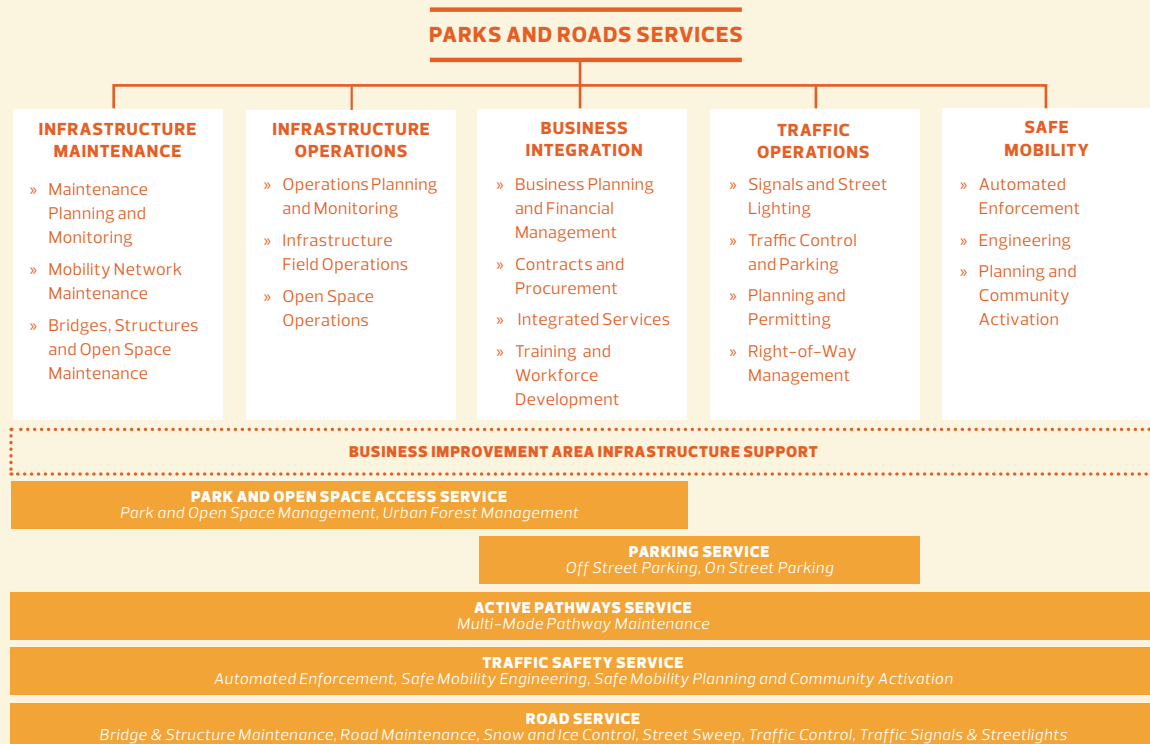 PARKS AND ROADS SERVICES
INFRASTRUCTURE
MAINTENANCE
» Maintenance
Planning and
Monitoring
» Mobility Network
Maintenance
» Bridges, Structures
and Open Space
Maintenance
INFRASTRUCTURE
OPERATIONS
» Operations Planning
and Monitoring
» Infrastructure
Field Operations
» Open Space
Operations
BUSINESS
INTEGRATION
» Business Planning
and Financial
Management
» Contracts and
Procurement
» Integrated Services
» Training and
Workforce
Development
TRAFFIC
OPERATIONS
» Signals and Street
Lighting
» Traffic Control
and Parking
» Planning and
Permitting
» Right-of-Way
Management
SAFE
MOBILITY
» Automated
Enforcement
» Engineering
» Planning and
Community
Activation
BUSINESS IMPROVEMENT AREA INFRASTRUCTURE SUPPORT
PARK AND OPEN SPACE ACCESS SERVICE
Park and Open Space Management, Urban Forest Management
PARKING SERVICE
Off Street Parking, On Street Parking
ACTIVE PATHWAYS SERVICE
Multi-Mode Pathway Maintenance
TRAFFIC SAFETY SERVICE
Automated Enforcement, Safe Mobility Engineering, Safe Mobility Planning and Community Activation
ROAD SERVICE
Bridge & Structure Maintenance, Road Maintenance, Snow and Ice Control, Street Sweep, Traffic Control, Traffic Signals & Streetlights